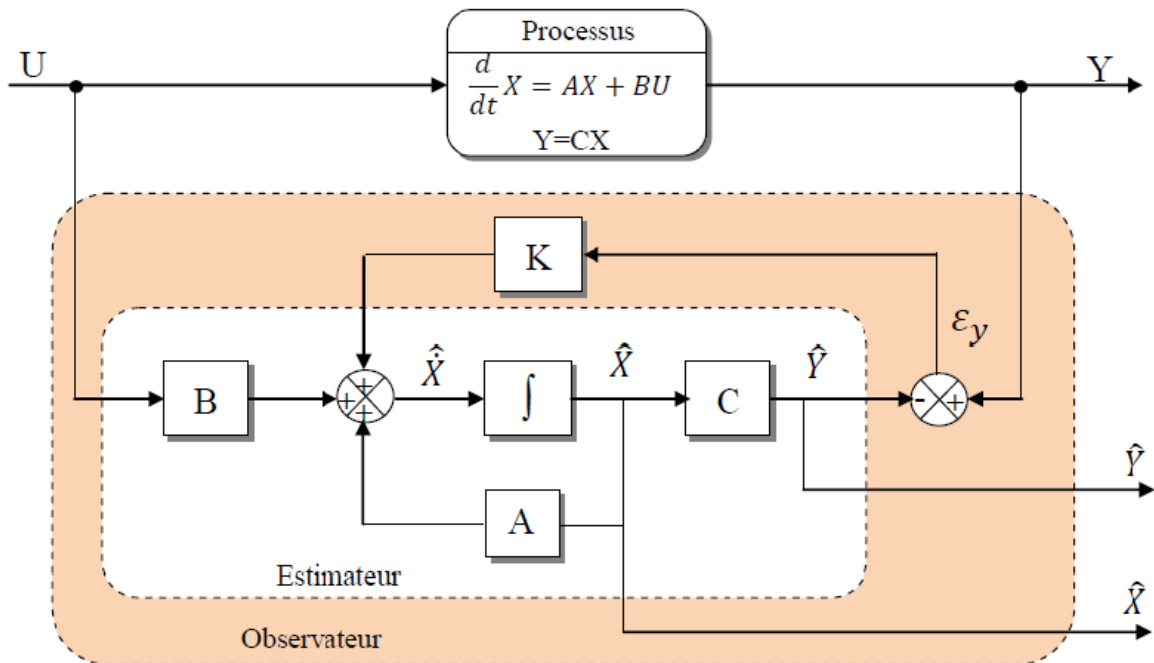 Processus
U
d/dt X = AX + BU
Y=CX
Y
K
ε_y
B
+
+
+
X̂̇
∫
X̂
C
Ŷ
-
+
Ŷ
A
Estimateur
X̂
Observateur